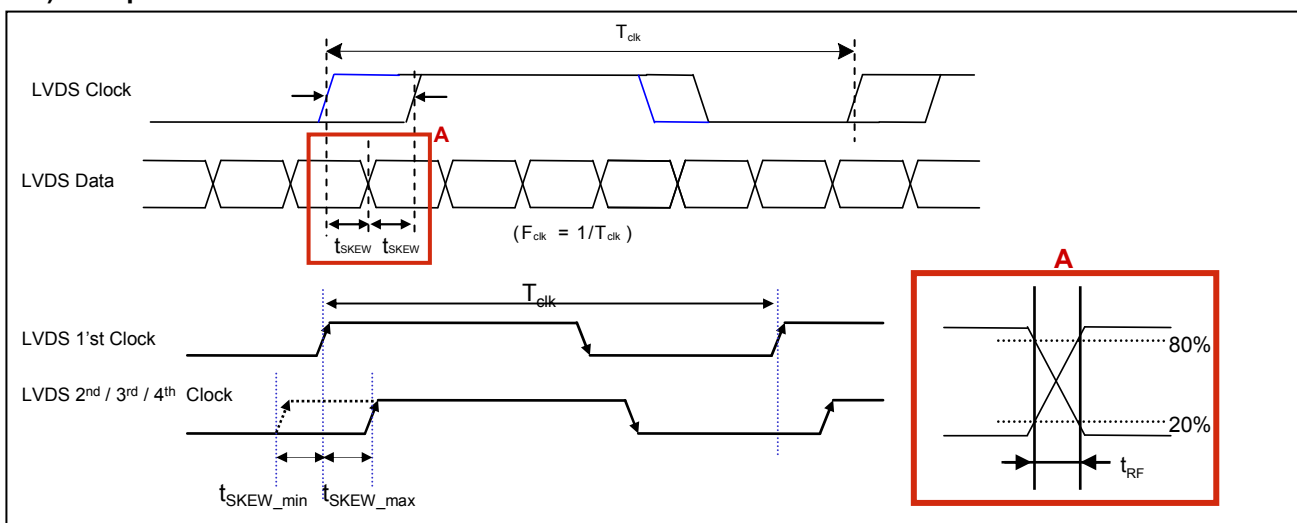 Tclk
LVDS Clock
A
LVDS Data
tSKEW tSKEW
(Fclk = 1/Tclk )
A
Tclk
LVDS 1'st Clock
80%
LVDS 2nd / 3rd / 4th Clock
20%
tRF
tSKEW_min tSKEW_max